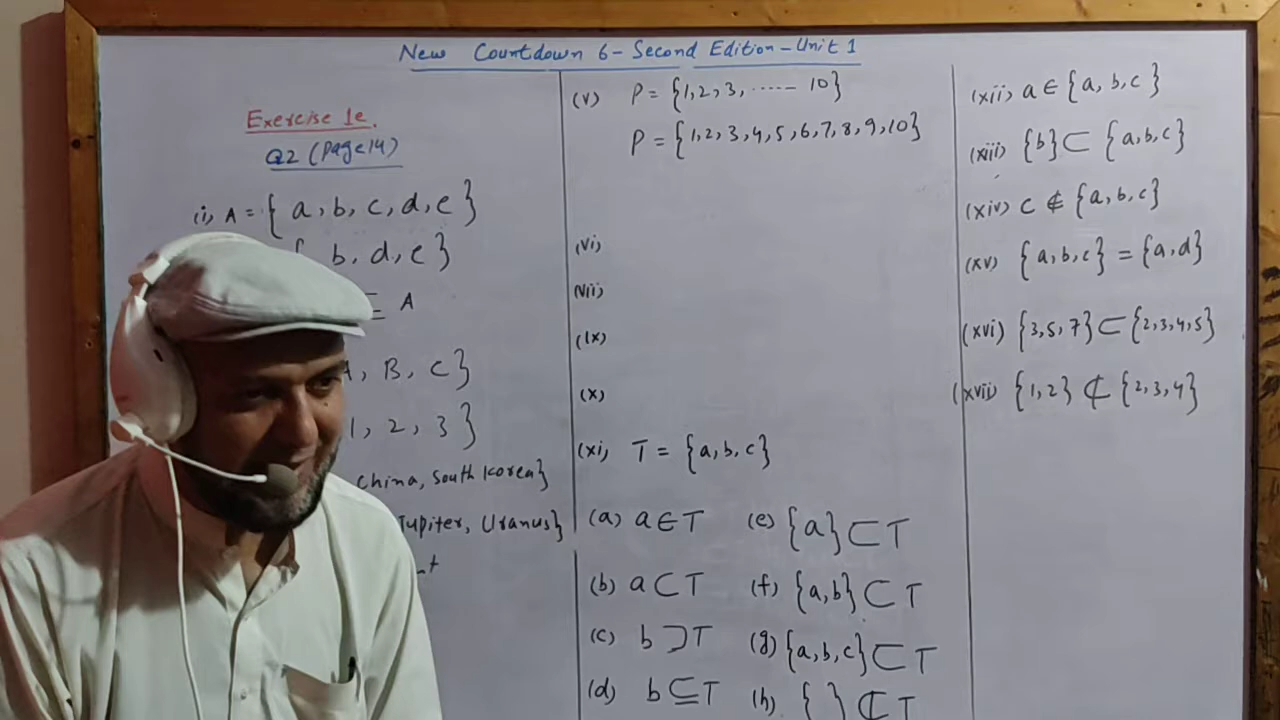 New Countdown 6 - Second Edition - Unit 1
Exercise 1e.
Q2 (Page 14)
(i) A = { a, b, c, d, e }
{ b, d, e }
⊆ A
A, B, C }
1, 2, 3 }
China, South Korea}
Jupiter, Uranus}
(v) P = {1, 2, 3, ...... 10}
P = {1, 2, 3, 4, 5, 6, 7, 8, 9, 10}
(vi)
(vii)
(ix)
(x)
(xi) T = {a, b, c}
(a) a ∈ T (e) {a} ⊂ T
(b) a ⊂ T (f) {a, b} ⊂ T
(c) b ⊃ T (g) {a, b, c} ⊂ T
(d) b ⊆ T (h) { } ⊄ T
(xii) a ∈ {a, b, c}
(xiii) {b} ⊂ {a, b, c}
(xiv) c ∉ {a, b, c}
(xv) {a, b, c} = {a, d}
(xvi) {3, 5, 7} ⊂ {2, 3, 4, 5}
(xvii) {1, 2} ⊄ {2, 3, 4}